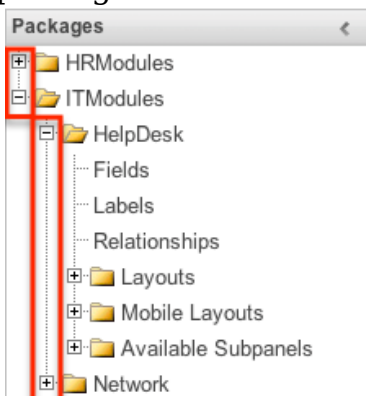 Packages
HRModules
ITModules
HelpDesk
Fields
Labels
Relationships
Layouts
Mobile Layouts
Available Subpanels
Network